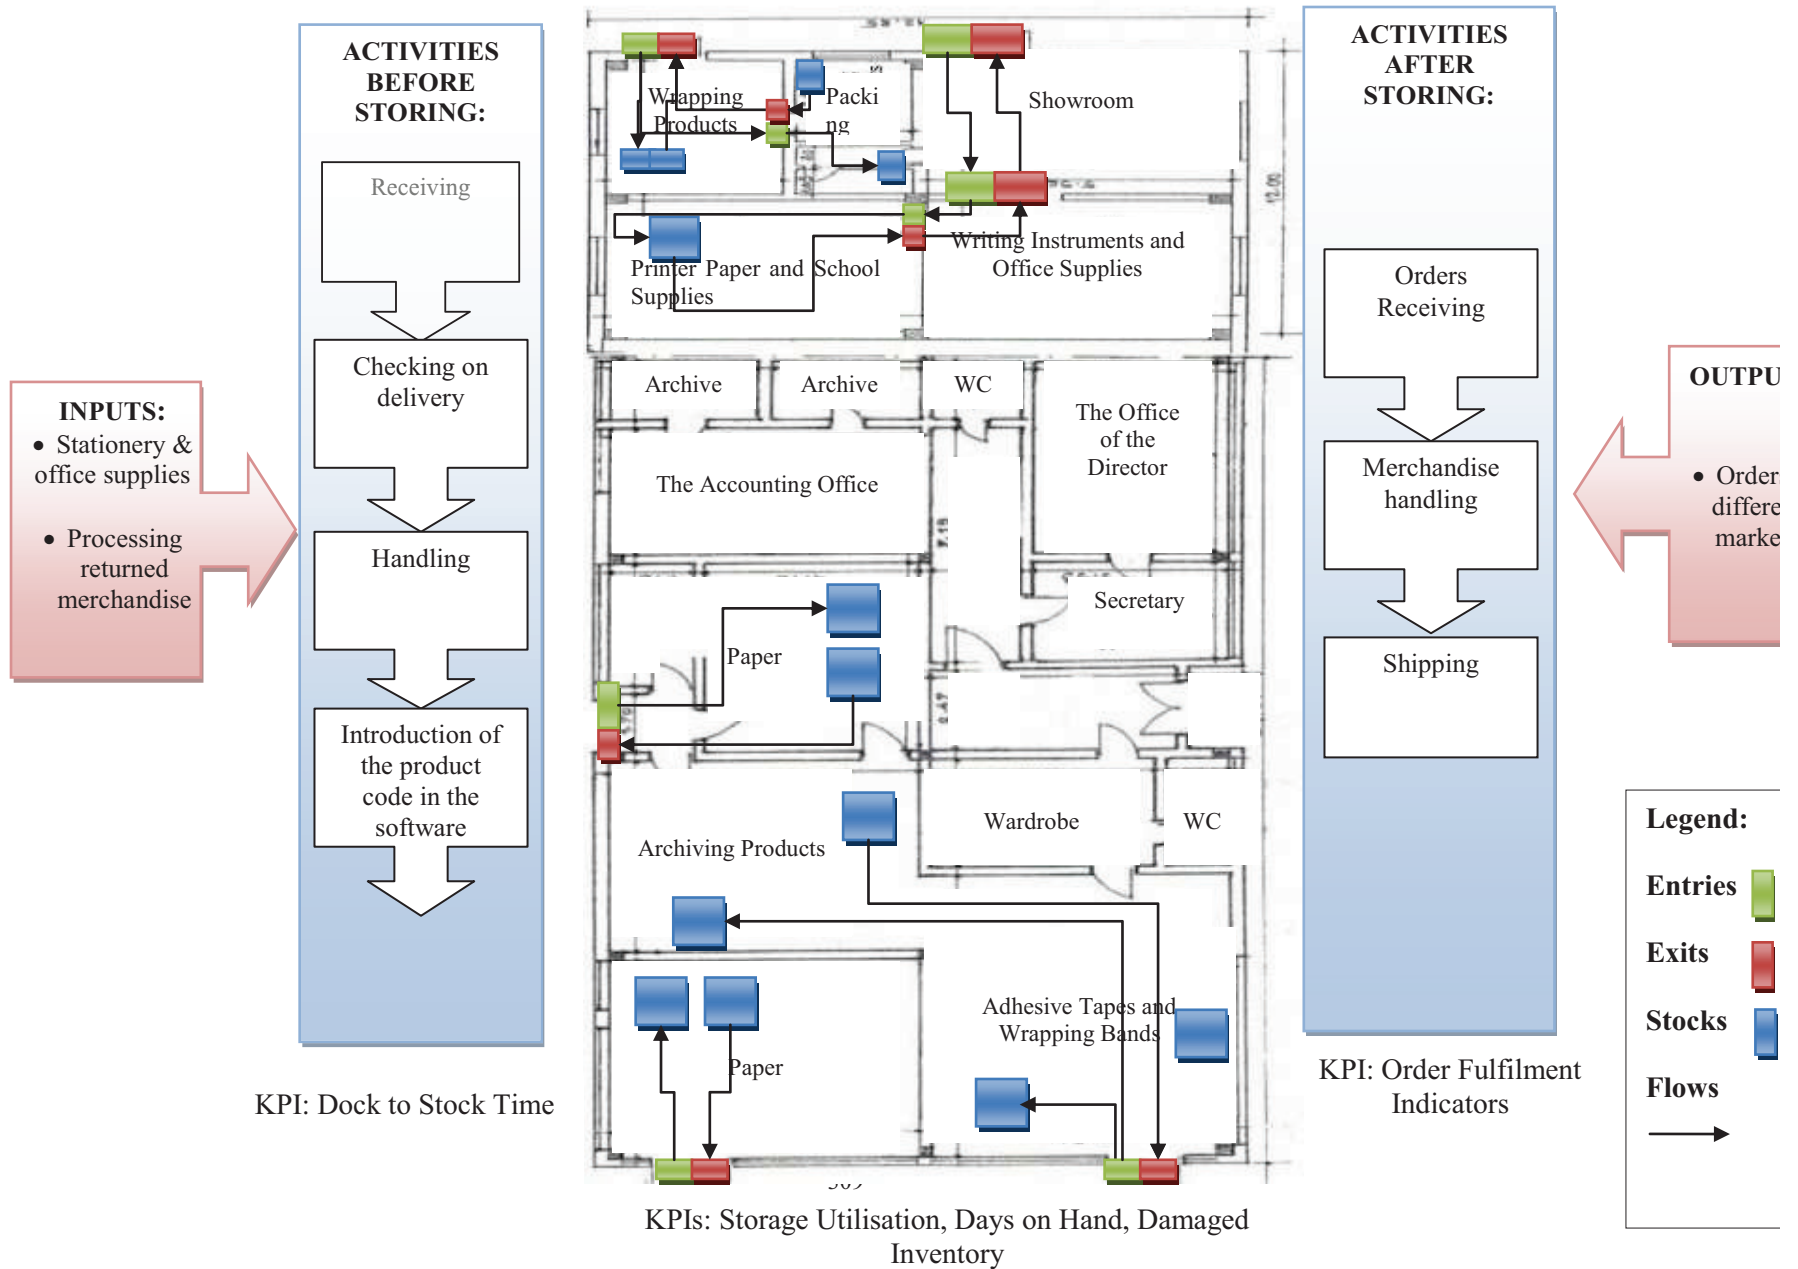 ACTIVITIES
BEFORE
STORING:
Receiving
Checking on
delivery
Handling
Introduction of
the product
code in the
software
INPUTS:
• Stationery &
office supplies
• Processing
returned
merchandise
KPI: Dock to Stock Time
Wrapping
Products
Packi
ng
Showroom
12.00
Printer Paper and School
Supplies
Writing Instruments and
Office Supplies
Archive
Archive
WC
The Office
of the
Director
The Accounting Office
Secretary
Paper
Archiving Products
Wardrobe
WC
Adhesive Tapes and
Wrapping Bands
Paper
KPIs: Storage Utilisation, Days on Hand, Damaged
Inventory
ACTIVITIES
AFTER
STORING:
Orders
Receiving
Merchandise
handling
Shipping
KPI: Order Fulfilment
Indicators
OUTPU
• Orders
differe
marke
Legend:
Entries
Exits
Stocks
Flows